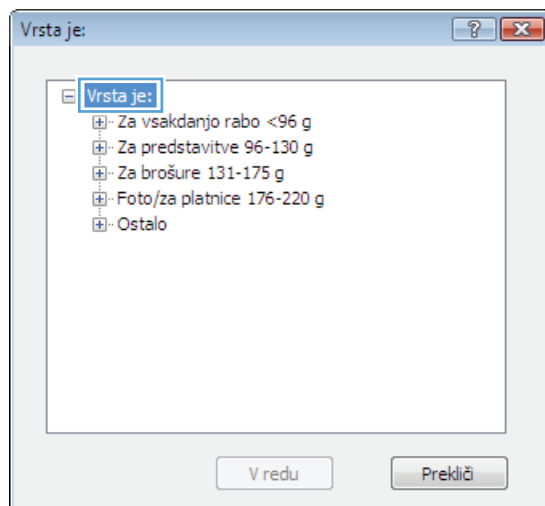 Vrsta je:
Vrsta je:
Za vsakdanjo rabo <96 g
Za predstavitve 96-130 g
Za brošure 131-175 g
Foto/za platnice 176-220 g
Ostalo
V redu
Prekliči